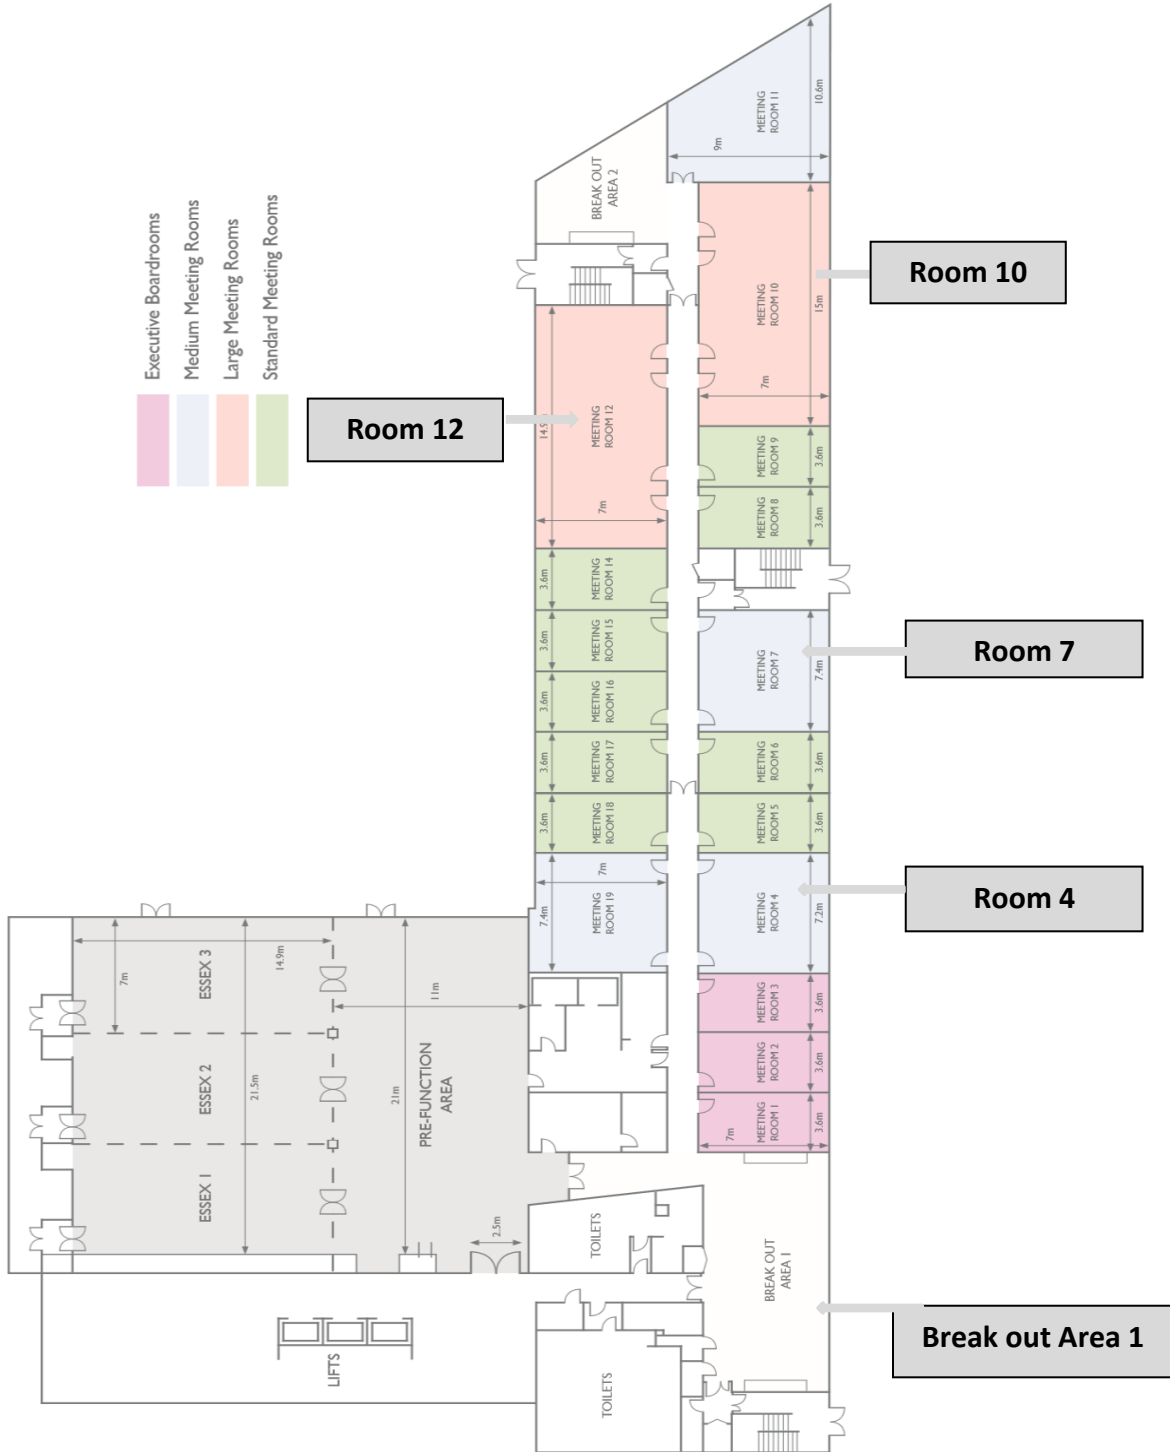 Executive Boardrooms
Medium Meeting Rooms
Large Meeting Rooms
Standard Meeting Rooms
MEETING
ROOM 11
10.6m
9m
BREAK OUT
AREA 2
Room 10
MEETING
ROOM 10
15m
7m
Room 12
MEETING
ROOM 12
14.9
7m
MEETING
ROOM 9
3.6m
MEETING
ROOM 8
3.6m
MEETING
ROOM 14
3.6m
MEETING
ROOM 15
3.6m
MEETING
ROOM 16
3.6m
MEETING
ROOM 17
3.6m
MEETING
ROOM 18
3.6m
MEETING
ROOM 19
7.4m
7m
Room 7
MEETING
ROOM 7
7.4m
MEETING
ROOM 6
3.6m
MEETING
ROOM 5
3.6m
Room 4
MEETING
ROOM 4
7.2m
MEETING
ROOM 3
3.6m
MEETING
ROOM 2
3.6m
MEETING
ROOM 1
3.6m
7m
ESSEX 3
7m
14.9m
ESSEX 2
21.5m
ESSEX 1
11m
21m
PRE-FUNCTION
AREA
2.5m
TOILETS
BREAK OUT
AREA 1
Break out Area 1
LIFTS
TOILETS